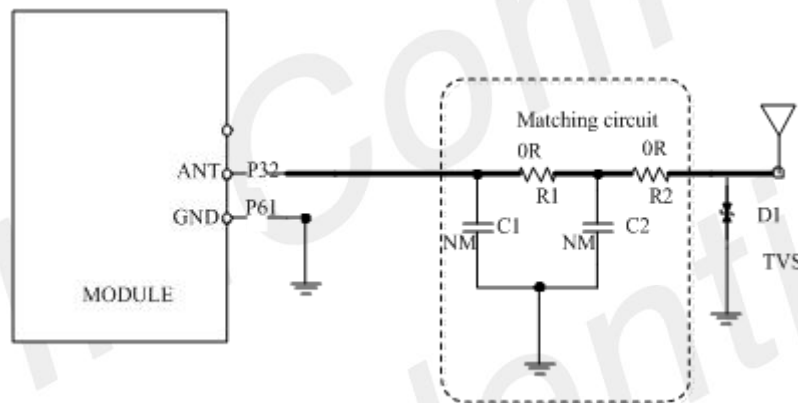 Matching circuit
0R
0R
ANT
P32
R1
R2
GND
P61
NM
C1
NM
C2
D1
TVS
MODULE